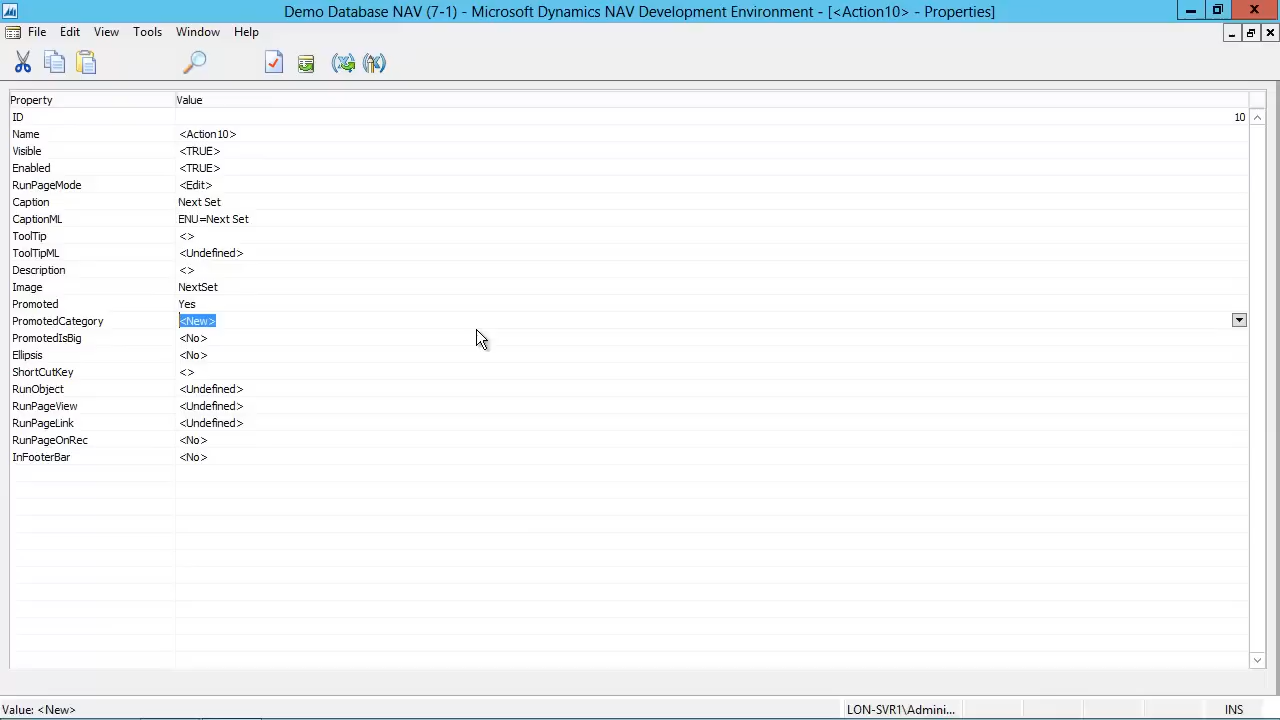 Demo Database NAV (7-1) - Microsoft Dynamics NAV Development Environment - [<Action10> - Properties]
File Edit View Tools Window Help
Property Value
ID 10
Name <Action10>
Visible <TRUE>
Enabled <TRUE>
RunPageMode <Edit>
Caption Next Set
CaptionML ENU=Next Set
ToolTip <>
ToolTipML <Undefined>
Description <>
Image NextSet
Promoted Yes
PromotedCategory <New>
PromotedIsBig <No>
Ellipsis <No>
ShortCutKey <>
RunObject <Undefined>
RunPageView <Undefined>
RunPageLink <Undefined>
RunPageOnRec <No>
InFooterBar <No>
Value: <New> LON-SVR1\Admini... INS